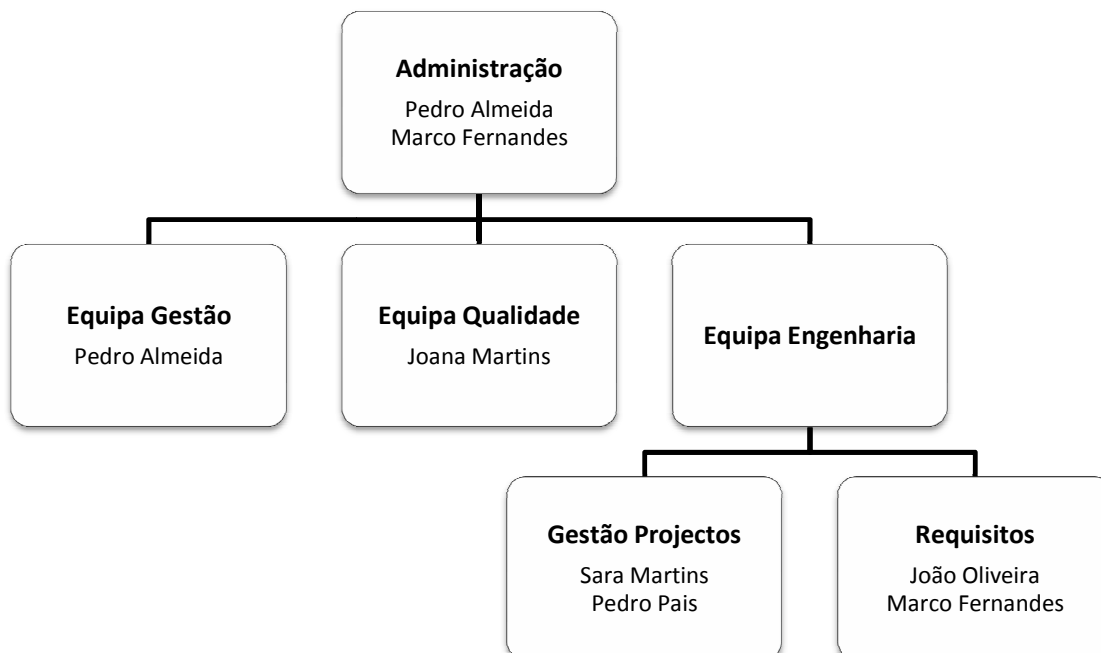 Administração
Pedro Almeida
Marco Fernandes
Equipa Gestão
Pedro Almeida
Equipa Qualidade
Joana Martins
Equipa Engenharia
Gestão Projectos
Sara Martins
Pedro Pais
Requisitos
João Oliveira
Marco Fernandes